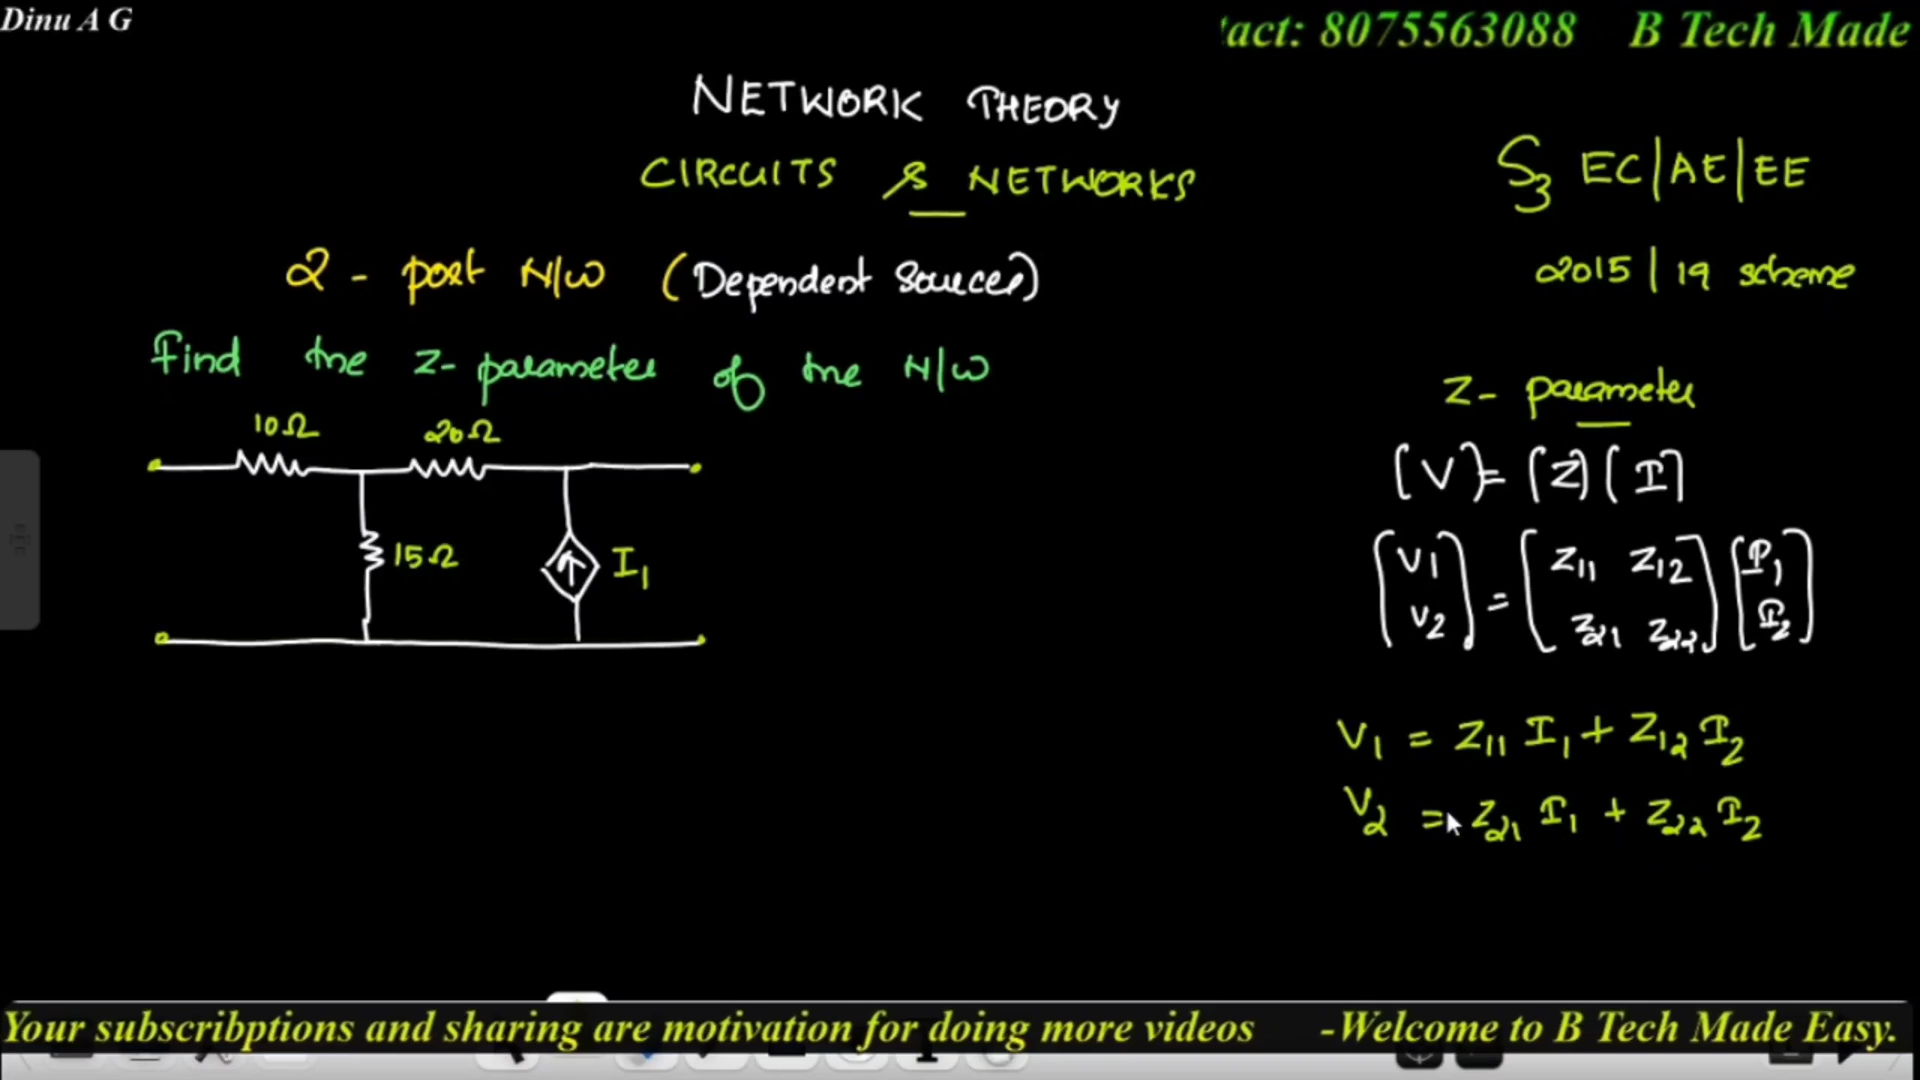 Dinu A G
tact: 8075563088 B Tech Made
NETWORK THEORY
CIRCUITS & NETWORKS
S3 EC|AE|EE
2015|19 scheme
2-port N/W (Dependent Sources)
Find the Z-parameter of the N/W
Z-parameter
10Ω 20Ω
15Ω I1
[V]=[Z][I]
[V1 V2] = [Z11 Z12 Z21 Z22] [I1 I2]
V1 = Z11 I1 + Z12 I2
V2 = Z21 I1 + Z22 I2
Your subscribptions and sharing are motivation for doing more videos -Welcome to B Tech Made Easy.